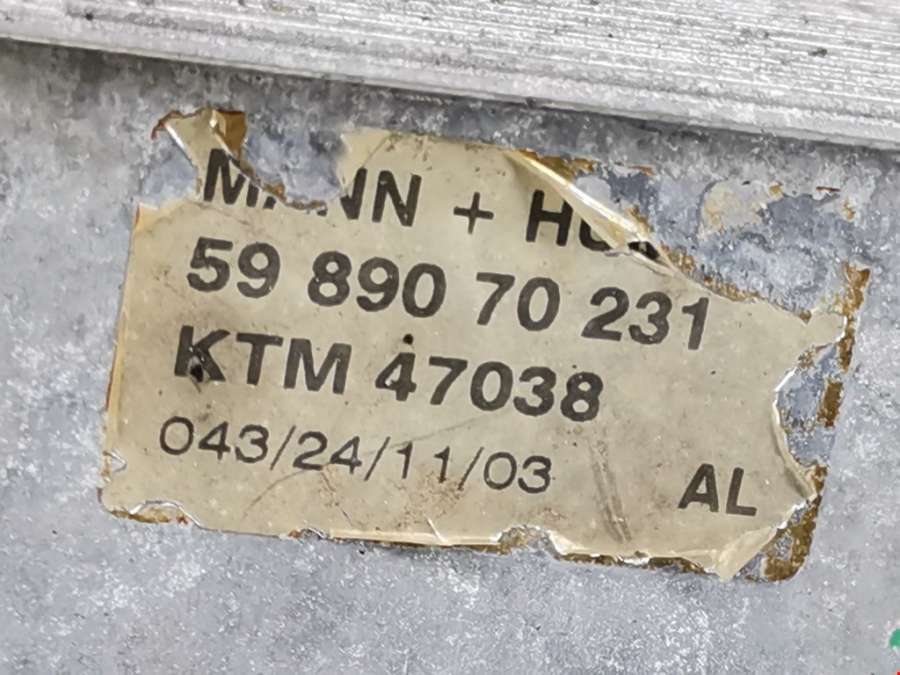 MANN + HU
59 890 70 231
KTM 47038
043/24/11/03
AL